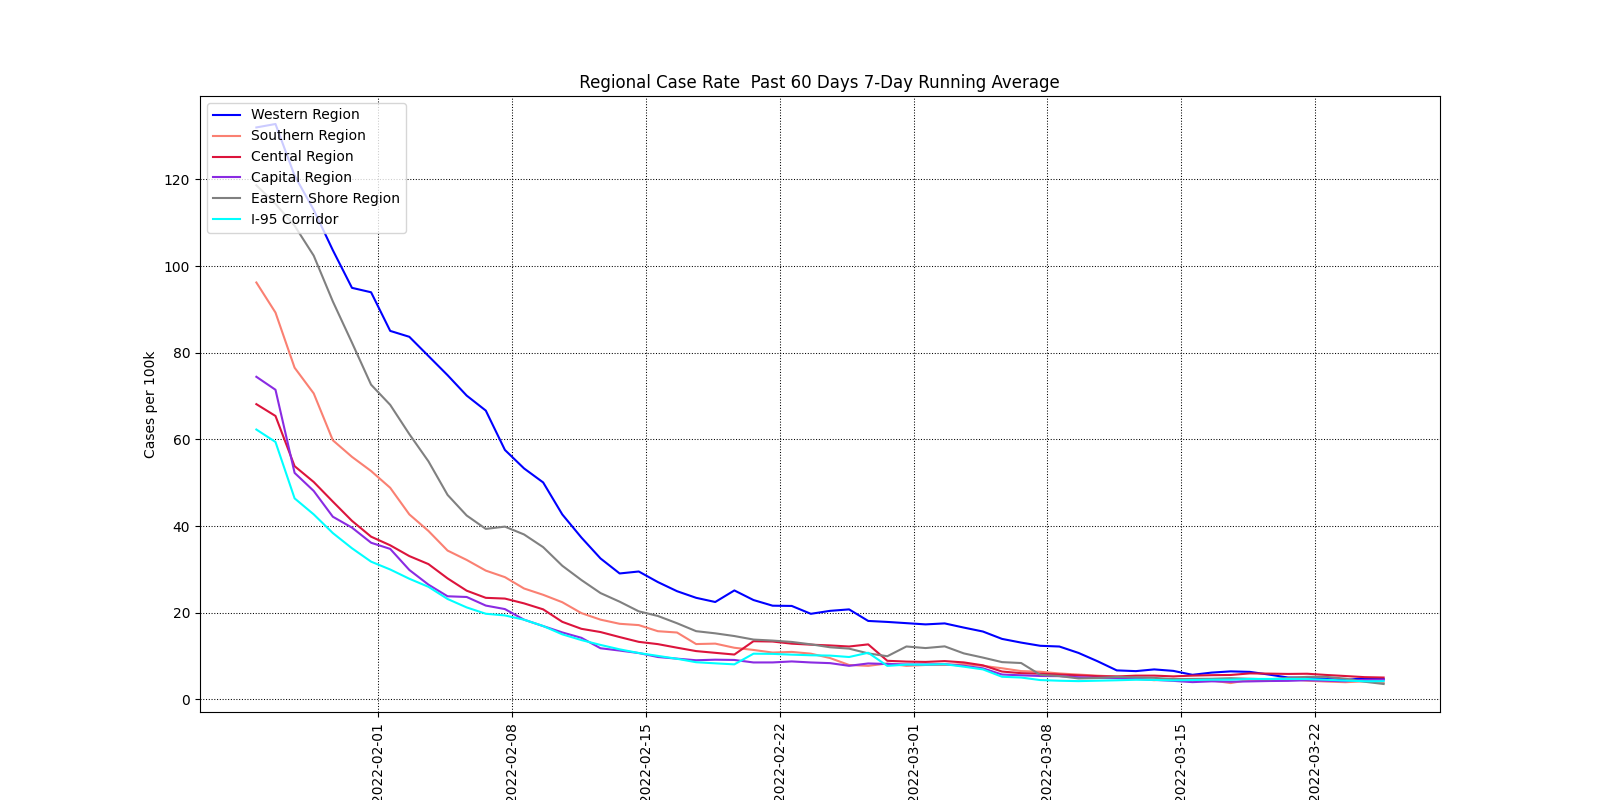 Regional Case Rate  Past 60 Days 7-Day Running Average
Western Region
Southern Region
Central Region
Capital Region
Eastern Shore Region
I-95 Corridor
120
100
80
60
40
20
0
Cases per 100k
2022-02-01
2022-02-08
2022-02-15
2022-02-22
2022-03-01
2022-03-08
2022-03-15
2022-03-22